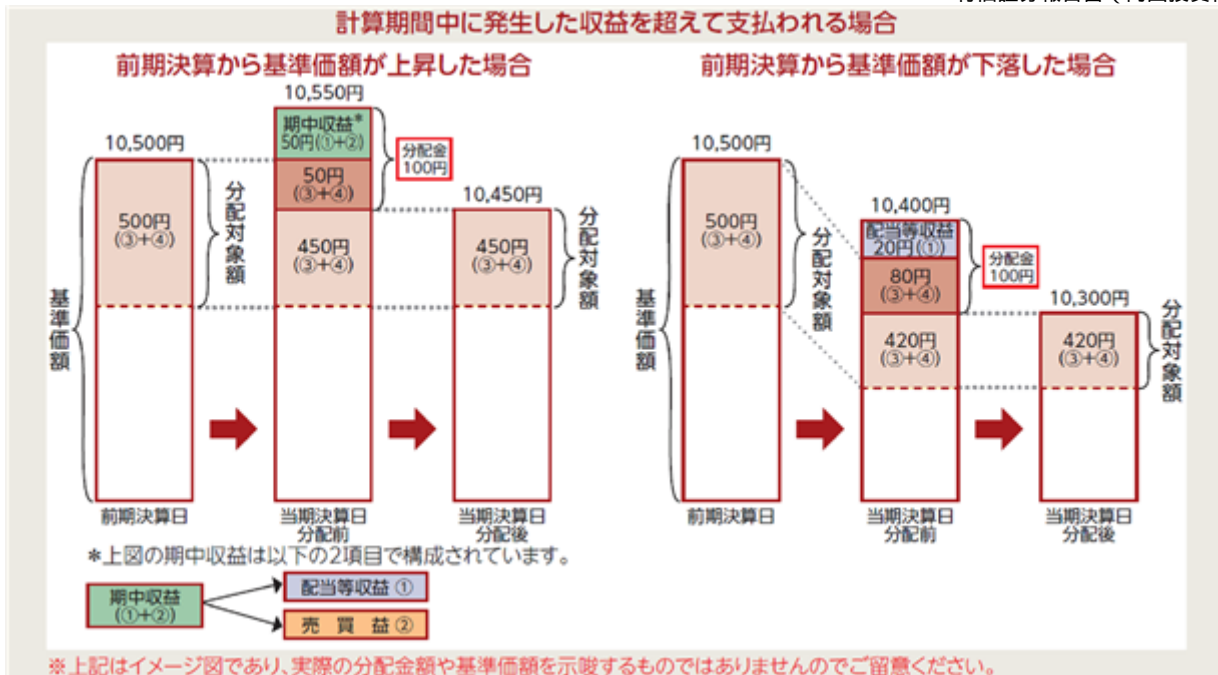 計算期間中に発生した収益を超えて支払われる場合
前期決算から基準価額が上昇した場合
10,500円
分配対象額
500円
(③+④)
基準価額
前期決算日
10,550円
期中収益*
50円(①+②)
50円
(③+④)
450円
(③+④)
分配金
100円
当期決算日
分配前
10,450円
450円
(③+④)
分配対象額
当期決算日
分配後
*上図の期中収益は以下の2項目で構成されています。
期中収益
(①+②)
配当等収益 ①
売 買 益 ②
前期決算から基準価額が下落した場合
10,500円
500円
(③+④)
分配対象額
基準価額
前期決算日
10,400円
配当等収益
20円(①)
80円
(③+④)
420円
(③+④)
分配金
100円
当期決算日
分配前
10,300円
420円
(③+④)
分配対象額
当期決算日
分配後
※上記はイメージ図であり、実際の分配金額や基準価額を示唆するものではありませんのでご留意ください。